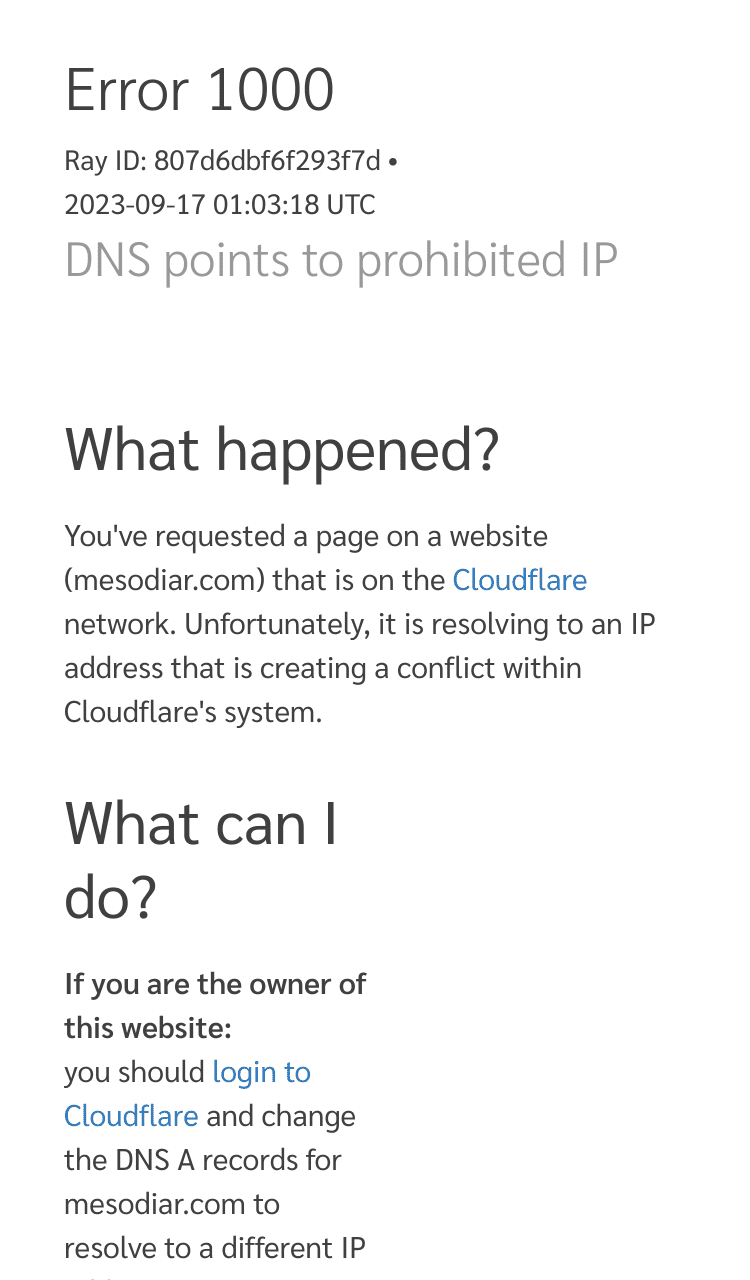 Error 1000
Ray ID: 807d6dbf6f293f7d •
2023-09-17 01:03:18 UTC
DNS points to prohibited IP
What happened?
You've requested a page on a website
(mesodiar.com) that is on the Cloudflare
network. Unfortunately, it is resolving to an IP
address that is creating a conflict within
Cloudflare's system.
What can I
do?
If you are the owner of
this website:
you should login to
Cloudflare and change
the DNS A records for
mesodiar.com to
resolve to a different IP